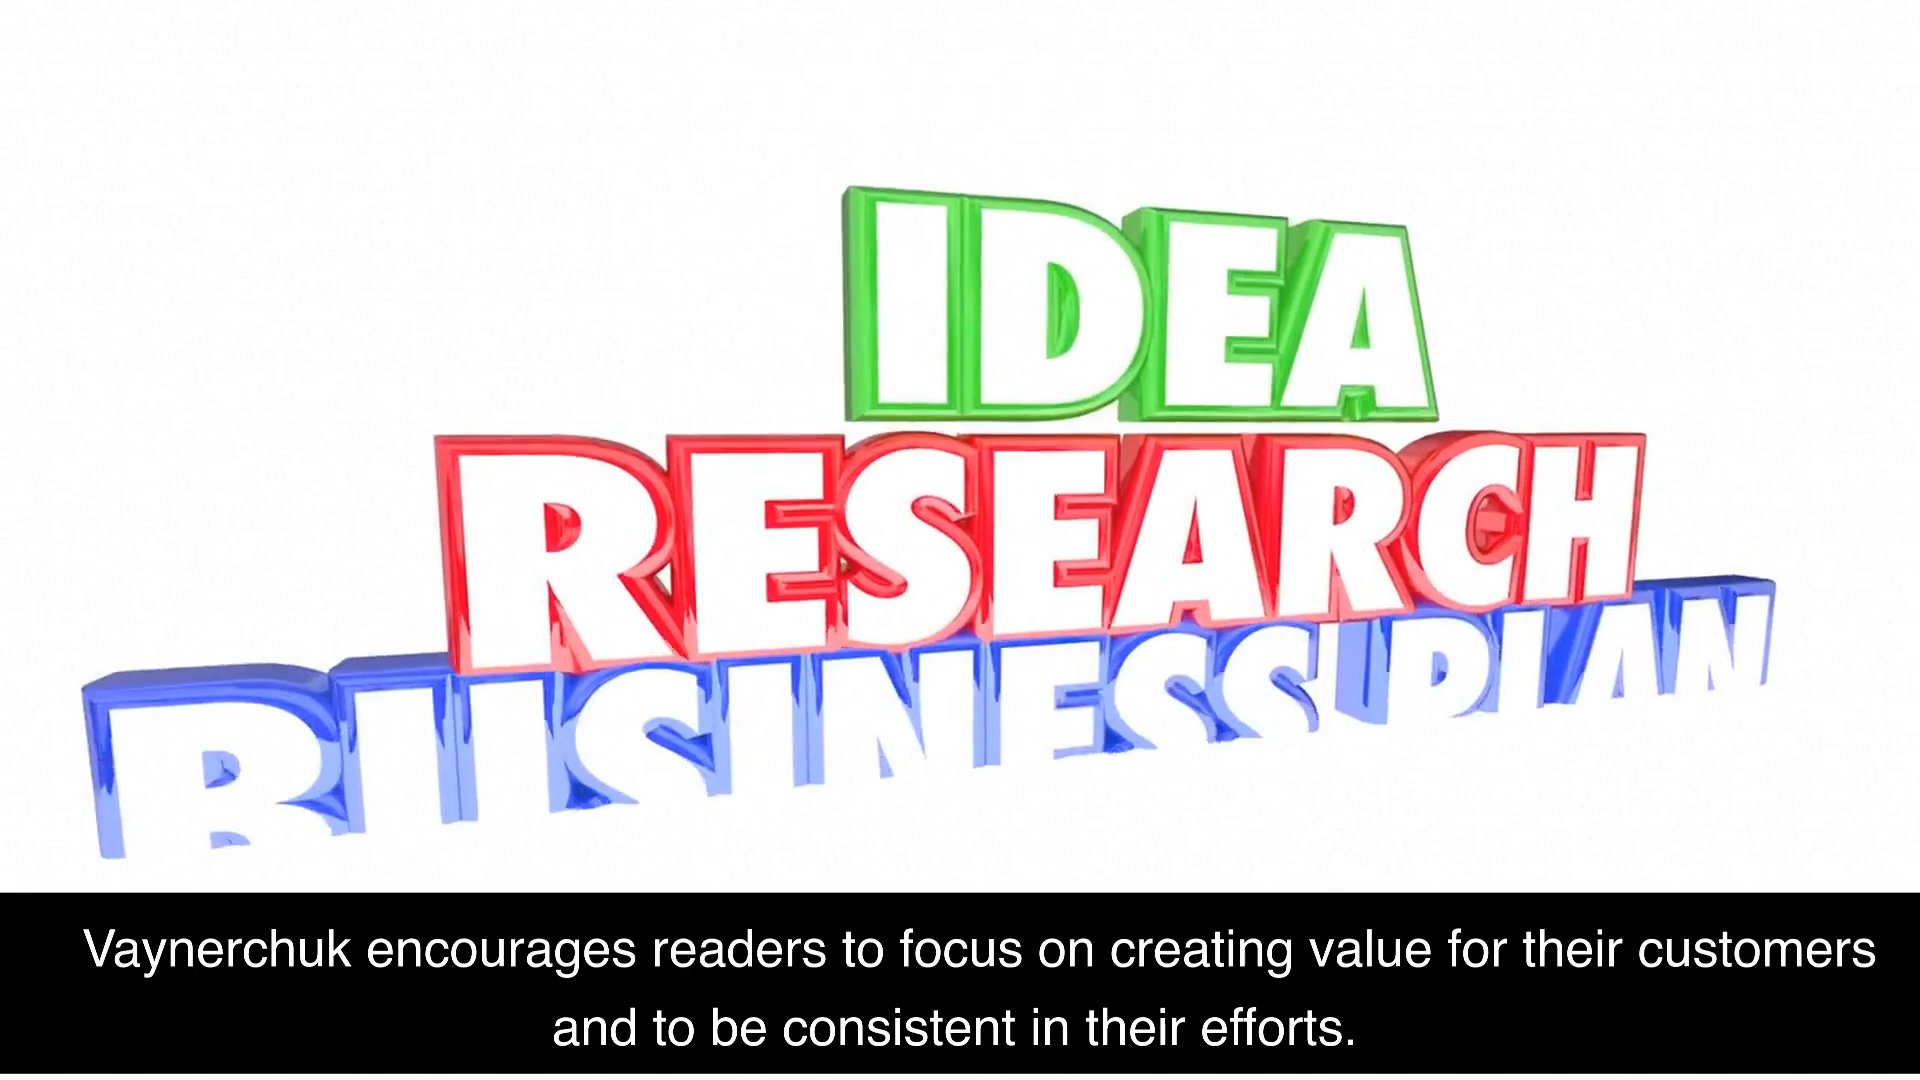 IDEA
RESEARCH
BUSINESS PLAN
Vaynerchuk encourages readers to focus on creating value for their customers
and to be consistent in their efforts.